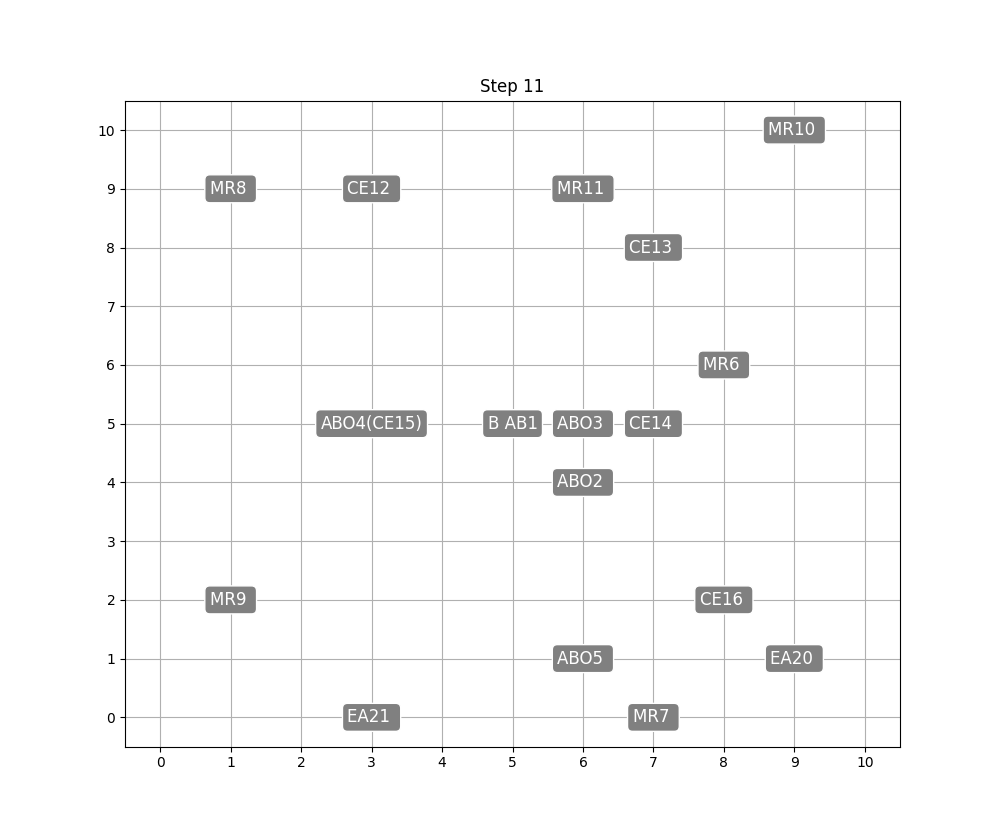 Step 11
10
MR10
9
MR8 CE12 MR11
8
CE13
7
6
MR6
5
ABO4(CE15) B AB1 ABO3 CE14
4
ABO2
3
2
MR9 CE16
1
ABO5 EA20
0
EA21 MR7
0 1 2 3 4 5 6 7 8 9 10